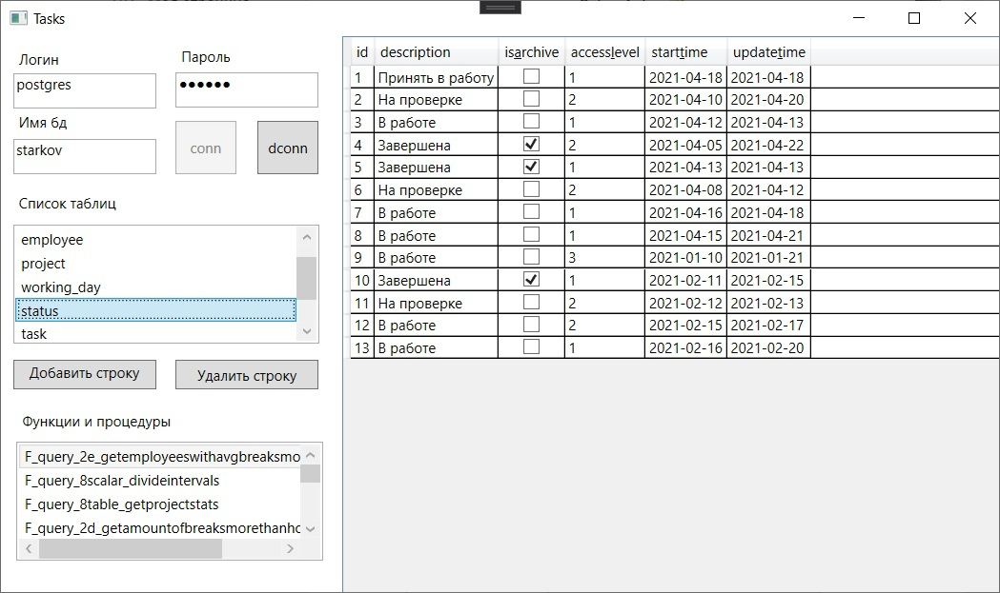 Tasks
Логин
Пароль
postgres
●●●●●●
Имя бд
starkov
conn
dconn
Список таблиц
employee
project
working_day
status
task
Добавить строку
Удалить строку
Функции и процедуры
F_query_2e_getemployeeswithavgbreaksmo
F_query_8scalar_divideintervals
F_query_8table_getprojectstats
F_query_2d_getamountofbreaksmorethanhc
id description isarchive accesslevel starttime updatetime
1 Принять в работу 1 2021-04-18 2021-04-18
2 На проверке 2 2021-04-10 2021-04-20
3 В работе 1 2021-04-12 2021-04-13
4 Завершена 2 2021-04-05 2021-04-22
5 Завершена 1 2021-04-13 2021-04-13
6 На проверке 2 2021-04-08 2021-04-12
7 В работе 1 2021-04-16 2021-04-18
8 В работе 1 2021-04-15 2021-04-21
9 В работе 3 2021-01-10 2021-01-21
10 Завершена 1 2021-02-11 2021-02-15
11 На проверке 2 2021-02-12 2021-02-13
12 В работе 2 2021-02-15 2021-02-17
13 В работе 1 2021-02-16 2021-02-20